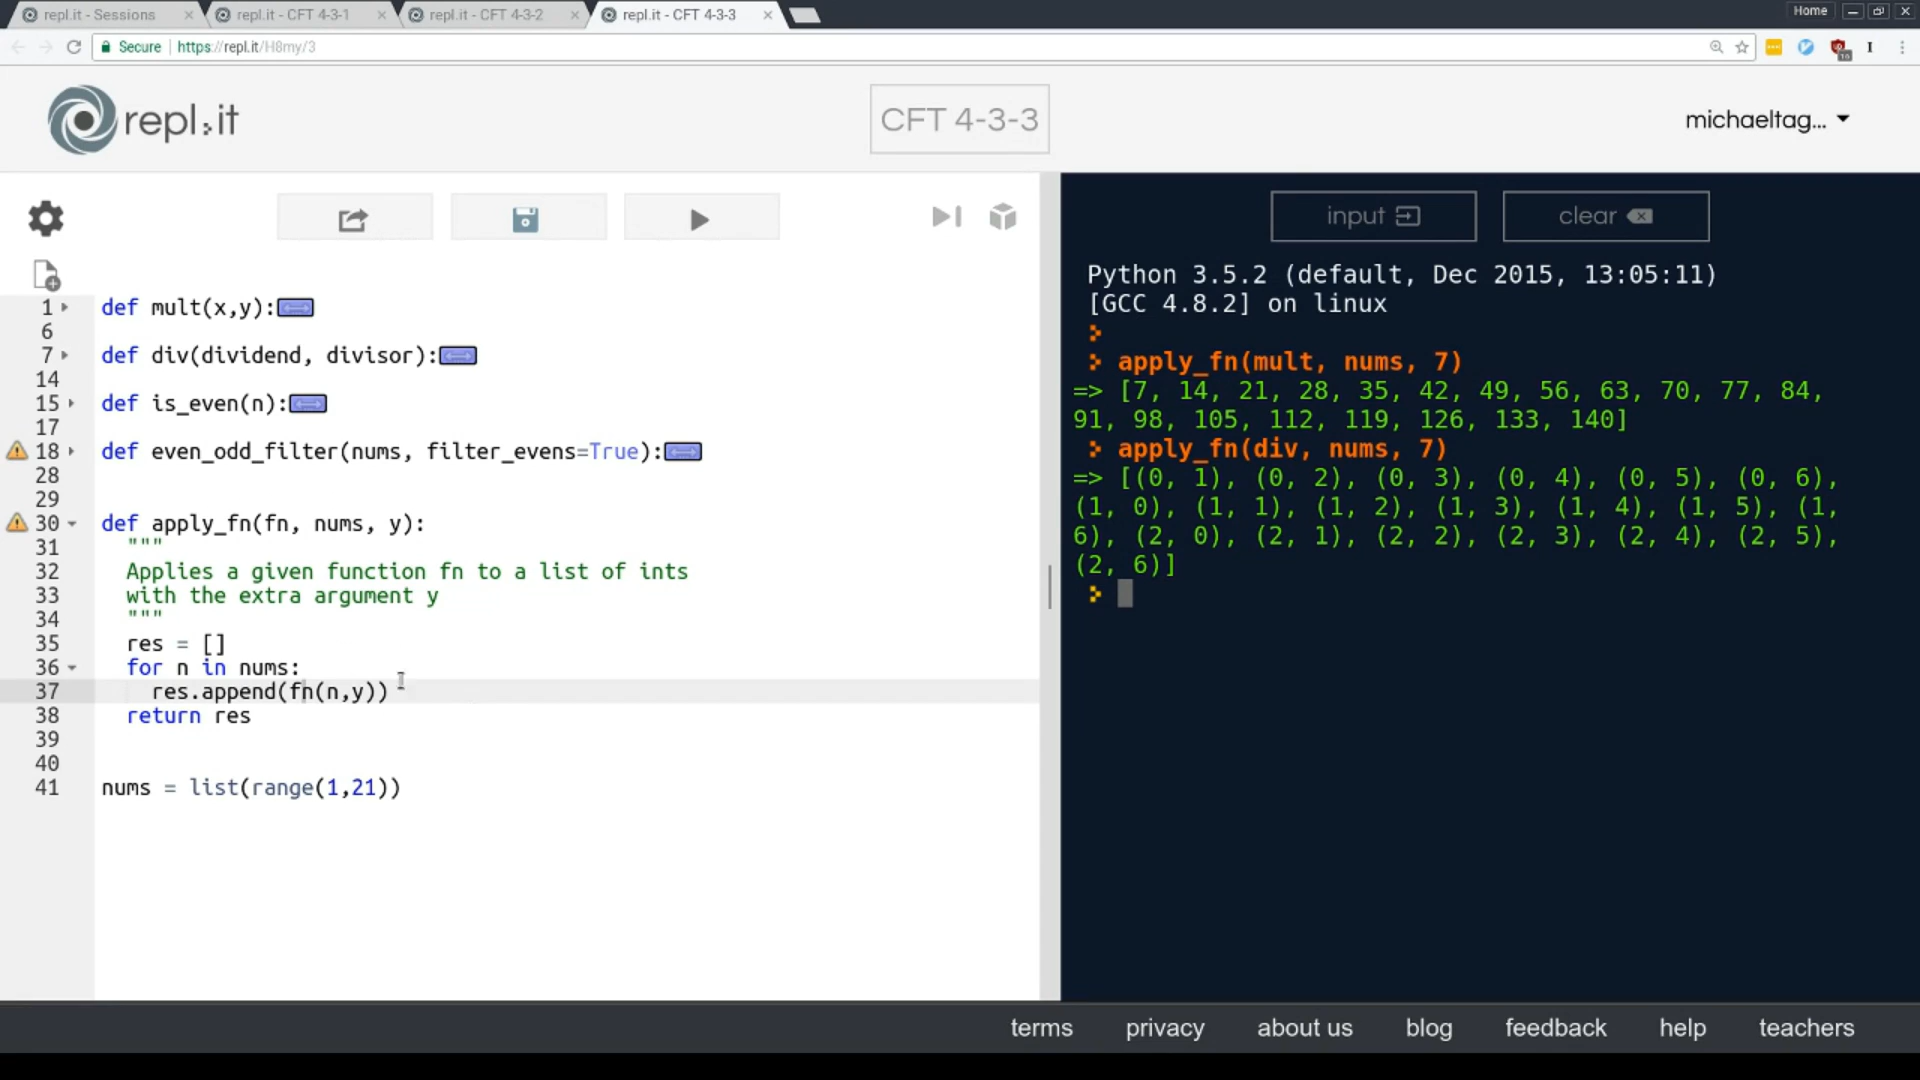 repl.it - Sessions
repl.it - CFT 4-3-1
repl.it - CFT 4-3-2
repl.it - CFT 4-3-3
Home
Secure | https://repl.it/H8my/3
repl.it
CFT 4-3-3
michaeltag...
input
clear
1 def mult(x,y):
6
7 def div(dividend, divisor):
14
15 def is_even(n):
17
18 def even_odd_filter(nums, filter_evens=True):
28
29
30 def apply_fn(fn, nums, y):
31 """
32 Applies a given function fn to a list of ints
33 with the extra argument y
34 """
35 res = []
36 for n in nums:
37 res.append(fn(n,y))
38 return res
39
40
41 nums = list(range(1,21))
Python 3.5.2 (default, Dec 2015, 13:05:11)
[GCC 4.8.2] on linux
apply_fn(mult, nums, 7)
=> [7, 14, 21, 28, 35, 42, 49, 56, 63, 70, 77, 84,
91, 98, 105, 112, 119, 126, 133, 140]
apply_fn(div, nums, 7)
=> [(0, 1), (0, 2), (0, 3), (0, 4), (0, 5), (0, 6),
(1, 0), (1, 1), (1, 2), (1, 3), (1, 4), (1, 5), (1,
6), (2, 0), (2, 1), (2, 2), (2, 3), (2, 4), (2, 5),
(2, 6)]
terms
privacy
about us
blog
feedback
help
teachers